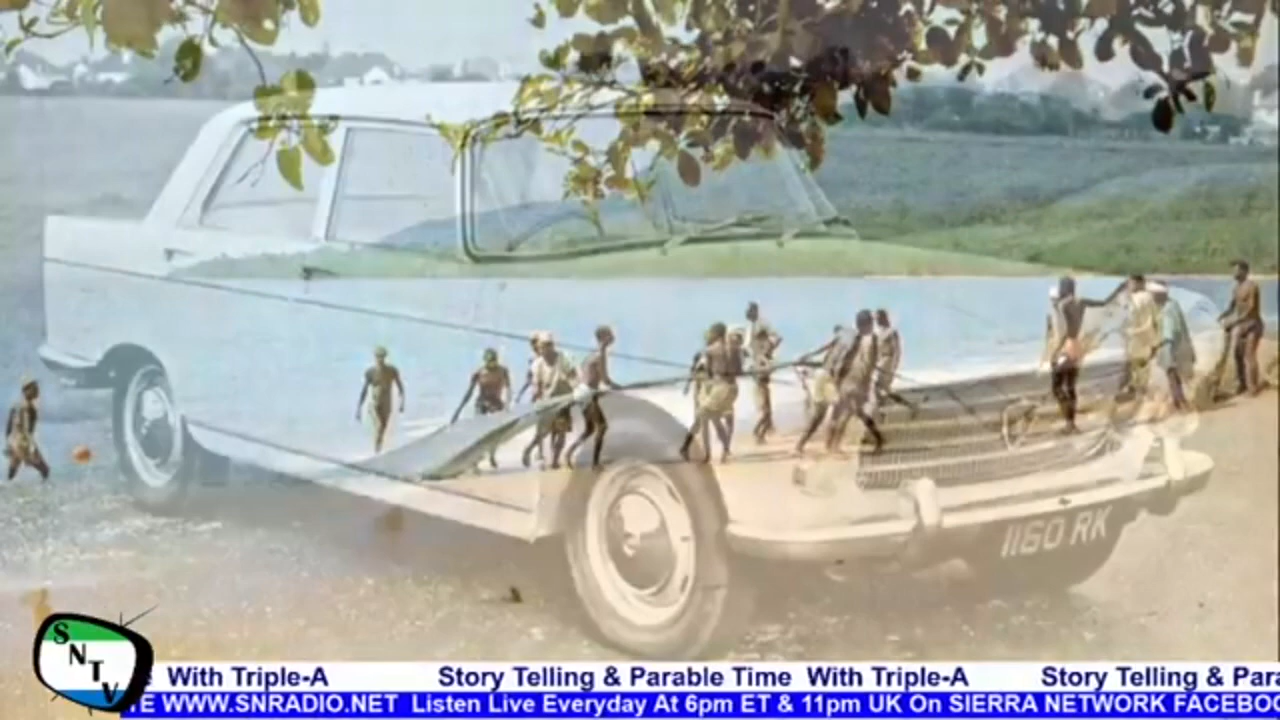 1160 RK
SNTV
With Triple-A Story Telling & Parable Time With Triple-A Story Telling & Para
WWW.SNRADIO.NET Listen Live Everyday At 6pm ET & 11pm UK On SIERRA NETWORK FACEBOO